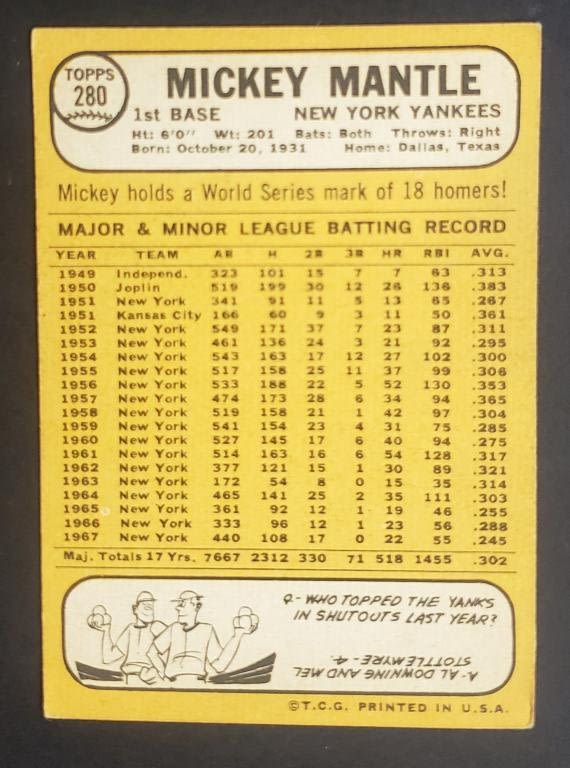 TOPPS
280
MICKEY MANTLE
1st BASE NEW YORK YANKEES
Ht: 6'0" Wt: 201 Bats: Both Throws: Right
Born: October 20, 1931 Home: Dallas, Texas
Mickey holds a World Series mark of 18 homers!
MAJOR & MINOR LEAGUE BATTING RECORD
YEAR TEAM AB H 2B 3B HR RBI AVG.
1949 Independ. 323 101 15 7 7 63 .313
1950 Joplin 519 199 30 12 26 136 .383
1951 New York 341 91 11 5 13 65 .267
1951 Kansas City 166 60 9 3 11 50 .361
1952 New York 549 171 37 7 23 87 .311
1953 New York 461 136 24 3 21 92 .295
1954 New York 543 163 17 12 27 102 .300
1955 New York 517 158 25 11 37 99 .306
1956 New York 533 188 22 5 52 130 .353
1957 New York 474 173 28 6 34 94 .365
1958 New York 519 158 21 1 42 97 .304
1959 New York 541 154 23 4 31 75 .285
1960 New York 527 145 17 6 40 94 .275
1961 New York 514 163 16 6 54 128 .317
1962 New York 377 121 15 1 30 89 .321
1963 New York 172 54 8 0 15 35 .314
1964 New York 465 141 25 2 35 111 .303
1965 New York 361 92 12 1 19 46 .255
1966 New York 333 96 12 1 23 56 .288
1967 New York 440 108 17 0 22 55 .245
Maj. Totals 17 Yrs. 7667 2312 330 71 518 1455 .302
Q- WHO TOPPED THE YANKS
IN SHUTOUTS LAST YEAR?
A- AL DOWNING AND MEL
STOTTLEMYRE - 4.
©T.C.G. PRINTED IN U.S.A.